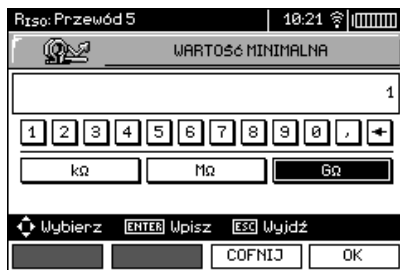 RISO: Przewód 5 10:21
WARTOŚĆ MINIMALNA
1
1 2 3 4 5 6 7 8 9 0 , ←
kΩ MΩ GΩ
Wybierz ENTER Wpisz ESC Wyjdź
COFNIJ OK